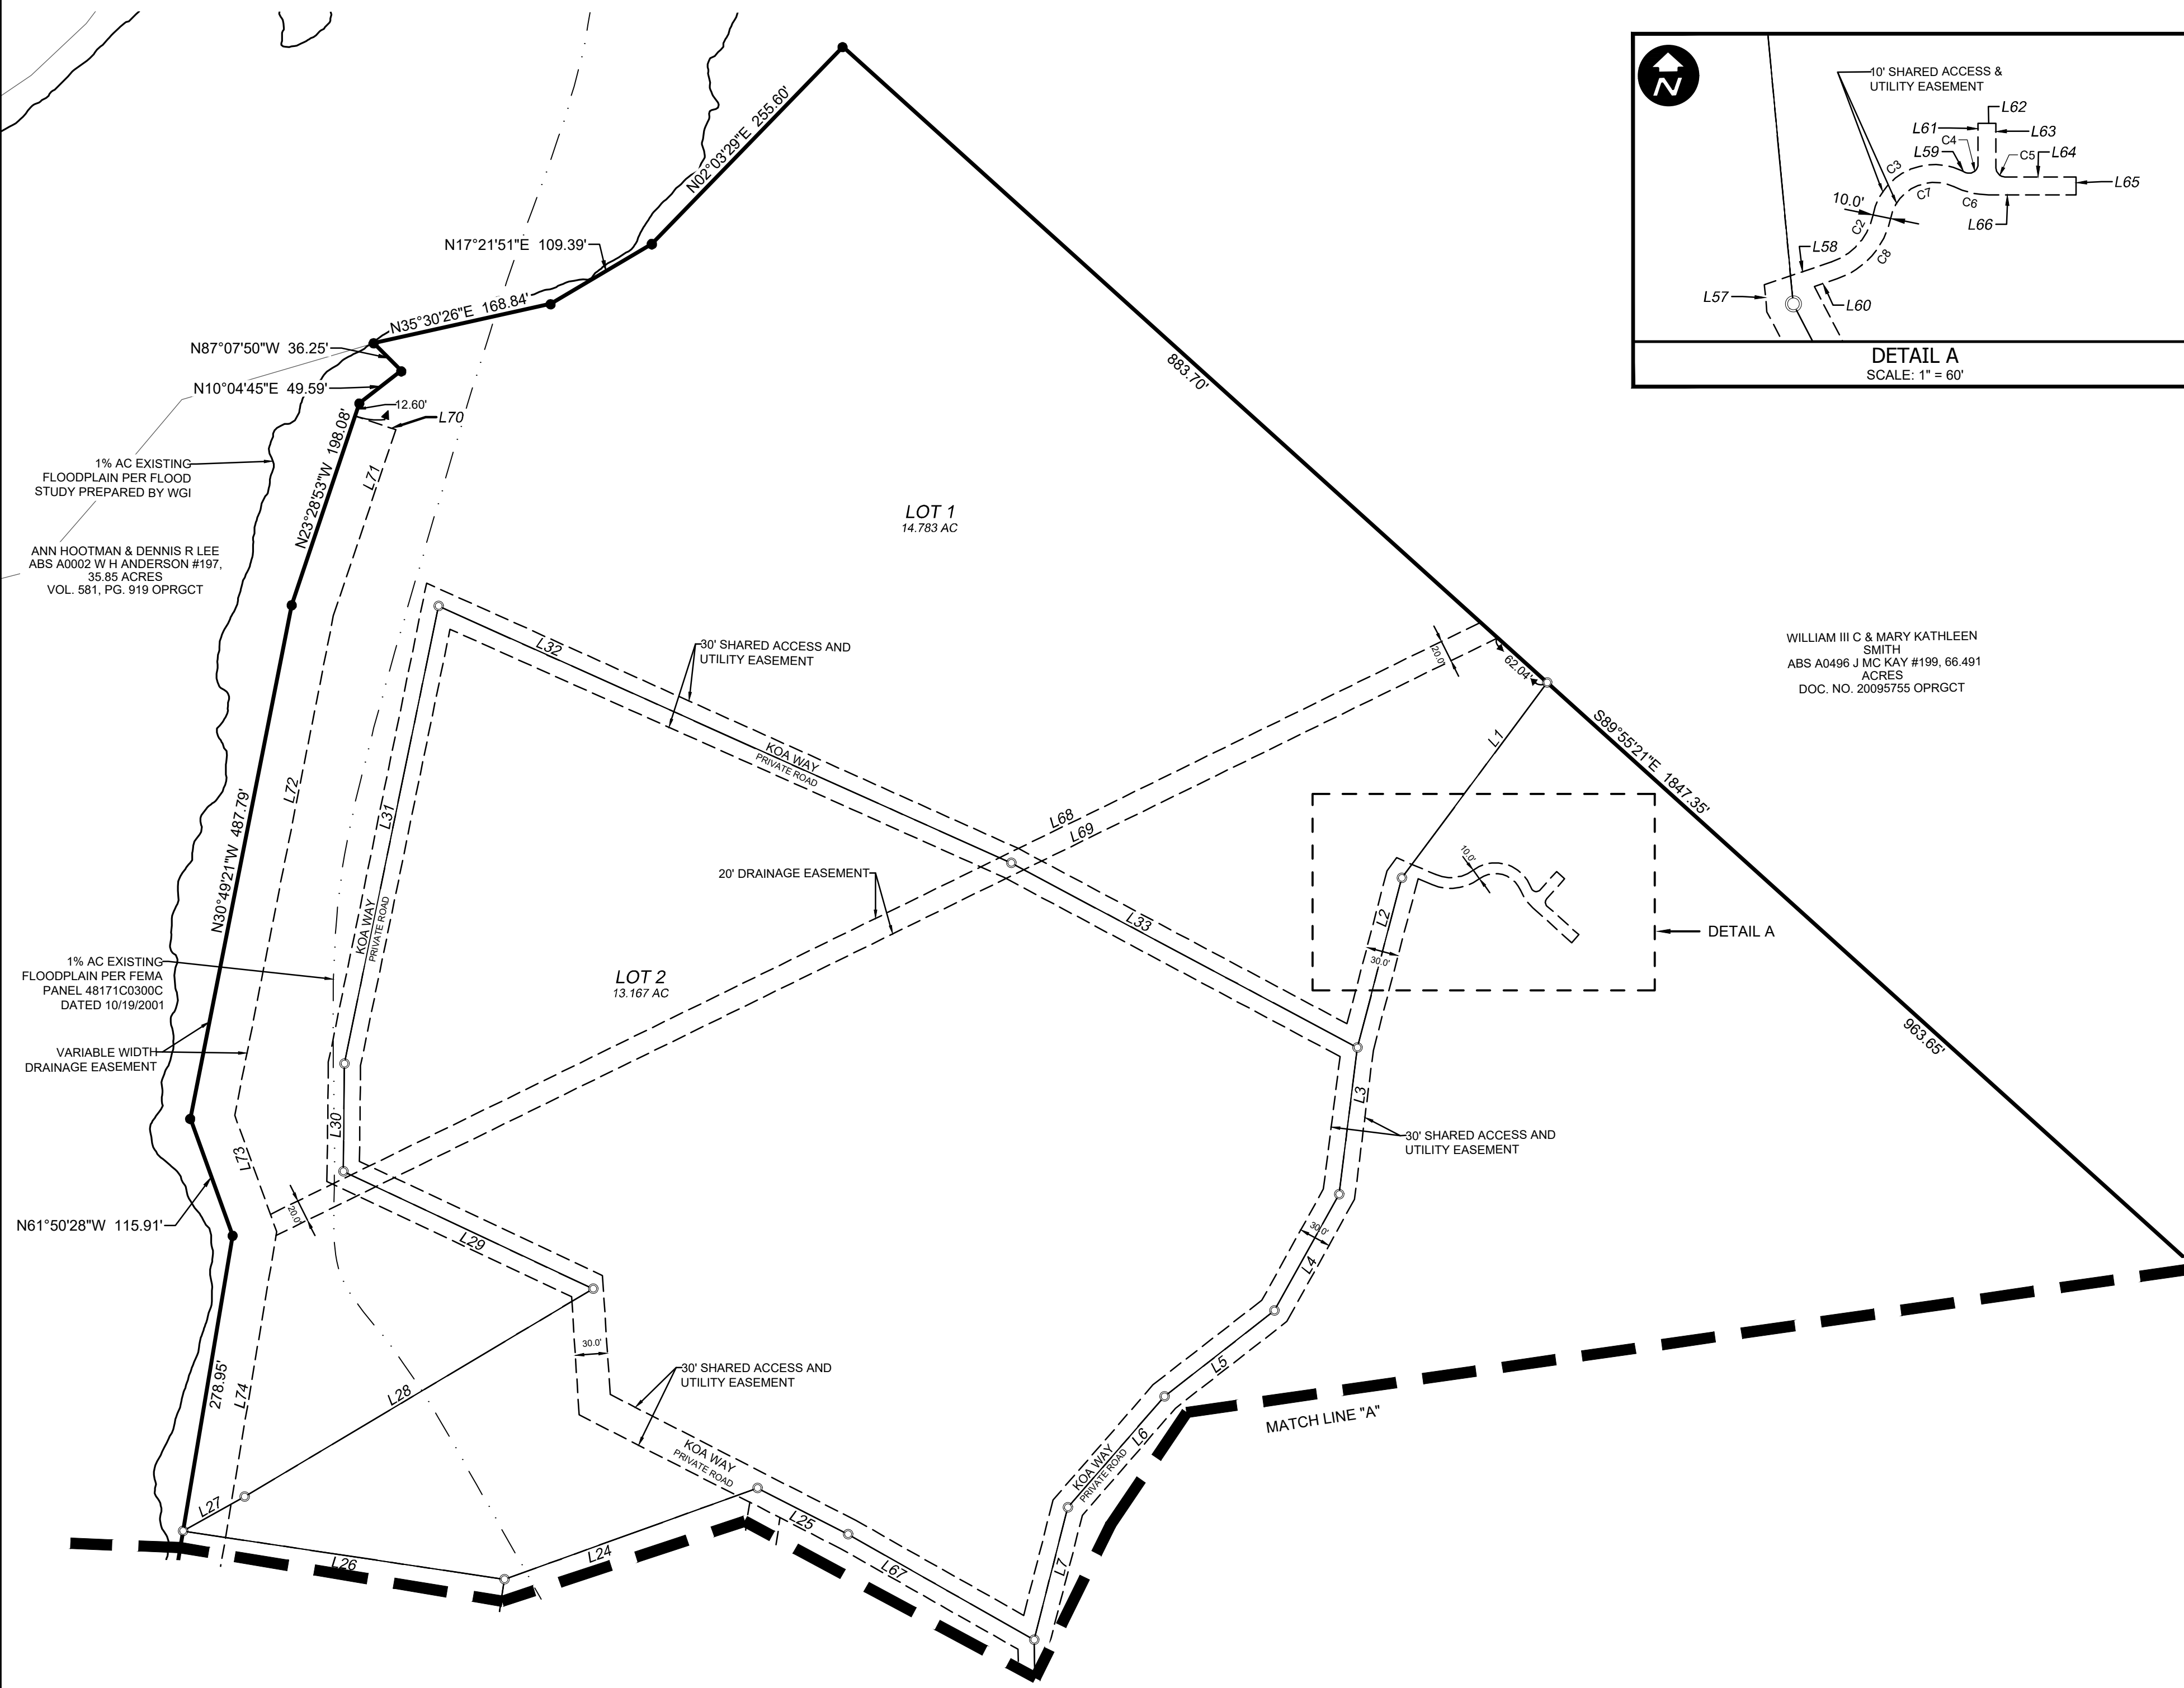 N02°03'29"E 255.60'
N17°21'51"E 109.39'
N35°30'26"E 168.84'
N87°07'50"W 36.25'
N10°04'45"E 49.59'
12.60'
L70
N23°28'53"W 198.08'
L71
1% AC EXISTING
FLOODPLAIN PER FLOOD
STUDY PREPARED BY WGI
ANN HOOTMAN & DENNIS R LEE
ABS A0002 W H ANDERSON #197,
35.85 ACRES
VOL. 581, PG. 919 OPRGCT
883.70'
LOT 1
14.783 AC
N
10' SHARED ACCESS &
UTILITY EASEMENT
L62
L61
L63
C4
L59
C5
L64
C3
L65
C7
C6
10.0'
L66
C2
L58
C8
L57
L60
DETAIL A
SCALE: 1" = 60'
L32
30' SHARED ACCESS AND
UTILITY EASEMENT
20.0'
62.04'
WILLIAM III C & MARY KATHLEEN
SMITH
ABS A0496 J MC KAY #199, 66.491
ACRES
DOC. NO. 20095755 OPRGCT
L1
S89°55'21"E 1847.35'
KOA WAY
PRIVATE ROAD
L72
L31
L68
L69
N30°49'21"W 487.79'
20' DRAINAGE EASEMENT
10.0'
KOA WAY
PRIVATE ROAD
L33
L2
30.0'
DETAIL A
1% AC EXISTING
FLOODPLAIN PER FEMA
PANEL 48171C0300C
DATED 10/19/2001
LOT 2
13.167 AC
VARIABLE WIDTH
DRAINAGE EASEMENT
963.65'
L30
L3
30' SHARED ACCESS AND
UTILITY EASEMENT
L73
20.0'
N61°50'28"W 115.91'
L29
30.0'
L4
30.0'
L5
278.95'
L74
L28
30' SHARED ACCESS AND
UTILITY EASEMENT
MATCH LINE "A"
L6
KOA WAY
PRIVATE ROAD
KOA WAY
PRIVATE ROAD
L27
L25
L26
L24
L67
L7